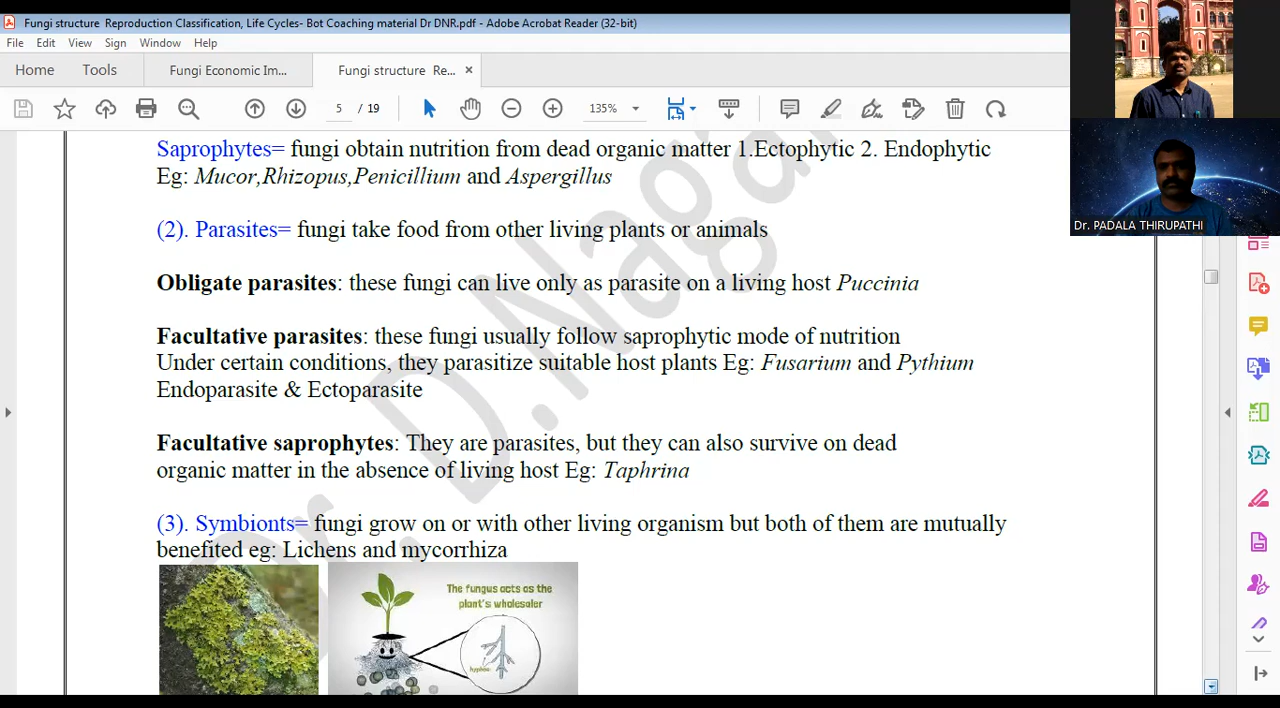 Fungi structure Reproduction Classification, Life Cycles- Bot Coaching material Dr DNR.pdf - Adobe Acrobat Reader (32-bit)
File Edit View Sign Window Help
Home Tools Fungi Economic Im... Fungi structure Re... ×
5 / 19 135%
Saprophytes= fungi obtain nutrition from dead organic matter 1.Ectophytic 2. Endophytic
Eg: Mucor,Rhizopus,Penicillium and Aspergillus
Dr. PADALA THIRUPATHI
(2). Parasites= fungi take food from other living plants or animals
Obligate parasites: these fungi can live only as parasite on a living host Puccinia
Facultative parasites: these fungi usually follow saprophytic mode of nutrition
Under certain conditions, they parasitize suitable host plants Eg: Fusarium and Pythium
Endoparasite & Ectoparasite
Facultative saprophytes: They are parasites, but they can also survive on dead
organic matter in the absence of living host Eg: Taphrina
(3). Symbionts= fungi grow on or with other living organism but both of them are mutually
benefited eg: Lichens and mycorrhiza
The fungus acts as the
plant's wholesaler
hyphae
Dr. D.Naga